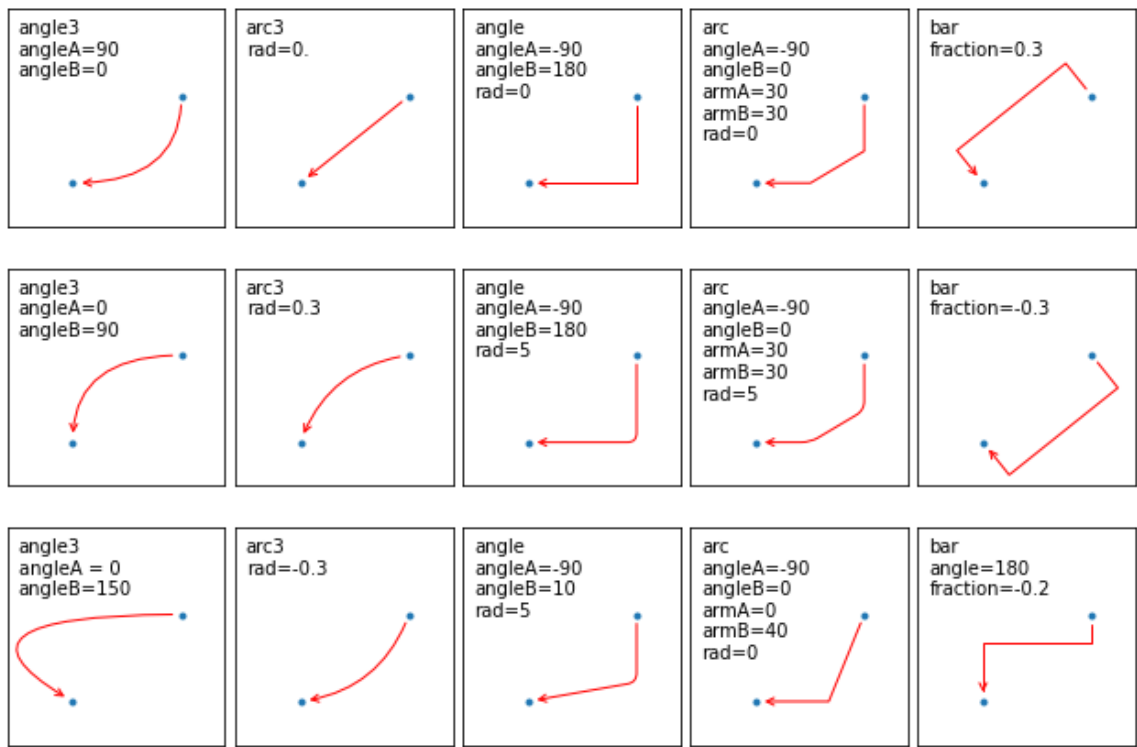 angle3
angleA=90
angleB=0
arc3
rad=0.
angle
angleA=-90
angleB=180
rad=0
arc
angleA=-90
angleB=0
armA=30
armB=30
rad=0
bar
fraction=0.3
angle3
angleA=0
angleB=90
arc3
rad=0.3
angle
angleA=-90
angleB=180
rad=5
arc
angleA=-90
angleB=0
armA=30
armB=30
rad=5
bar
fraction=-0.3
angle3
angleA = 0
angleB=150
arc3
rad=-0.3
angle
angleA=-90
angleB=10
rad=5
arc
angleA=-90
angleB=0
armA=0
armB=40
rad=0
bar
angle=180
fraction=-0.2